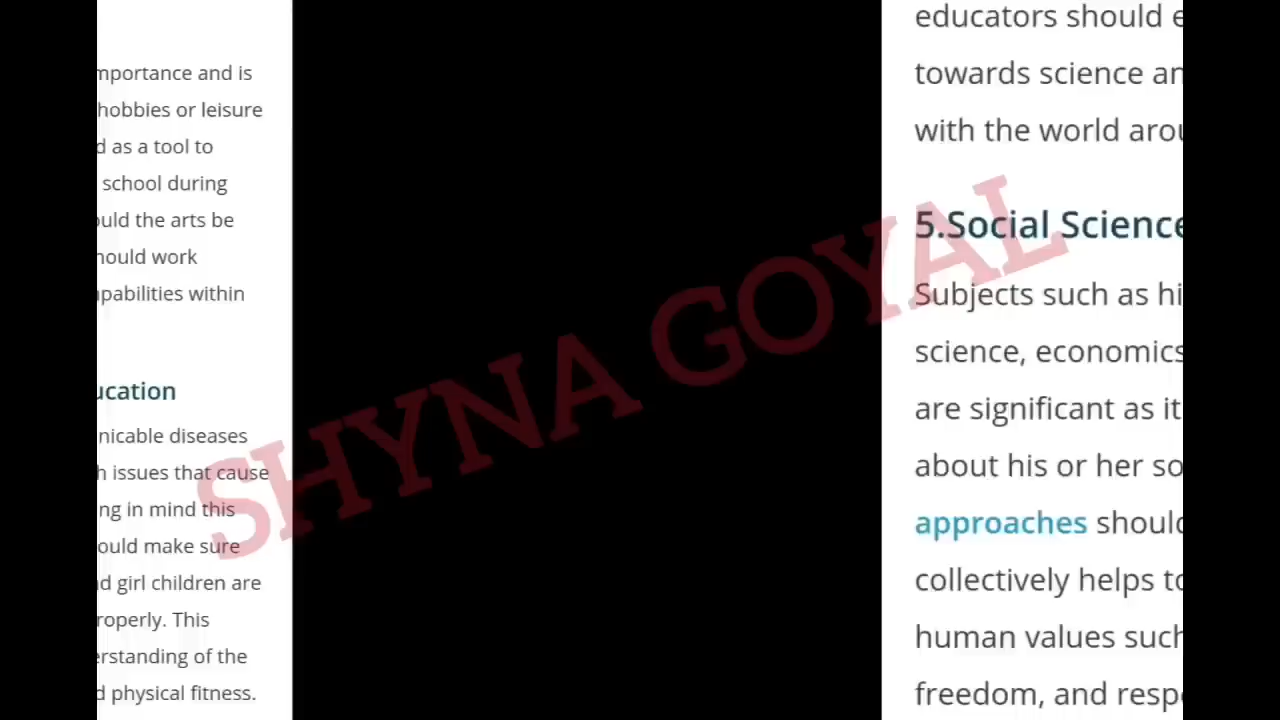 mportance and is
hobbies or leisure
d as a tool to
school during
ould the arts be
hould work
apabilities within
ucation
nicable diseases
h issues that cause
ng in mind this
ould make sure
d girl children are
roperly. This
erstanding of the
d physical fitness.
SHYNA GOYAL
educators should e
towards science an
with the world arou
5.Social Science
Subjects such as hi
science, economics
are significant as it
about his or her so
approaches should
collectively helps to
human values such
freedom, and respe